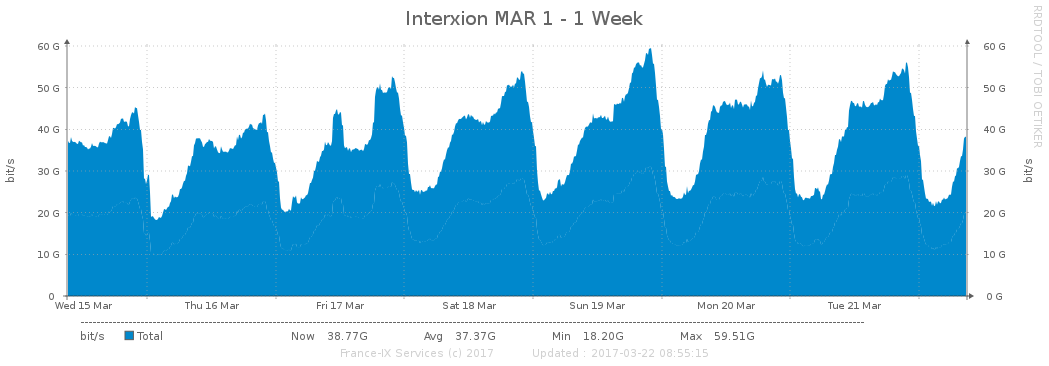 Interxion MAR 1 - 1 Week
RRDTOOL / TOBI OETIKER
60 G 60 G
50 G 50 G
40 G 40 G
30 G 30 G
20 G 20 G
10 G 10 G
0 0 G
bit/s
bit/s
Wed 15 Mar Thu 16 Mar Fri 17 Mar Sat 18 Mar Sun 19 Mar Mon 20 Mar Tue 21 Mar
bit/s Total Now 38.77G Avg 37.37G Min 18.20G Max 59.51G
France-IX Services (c) 2017 Updated : 2017-03-22 08:55:15